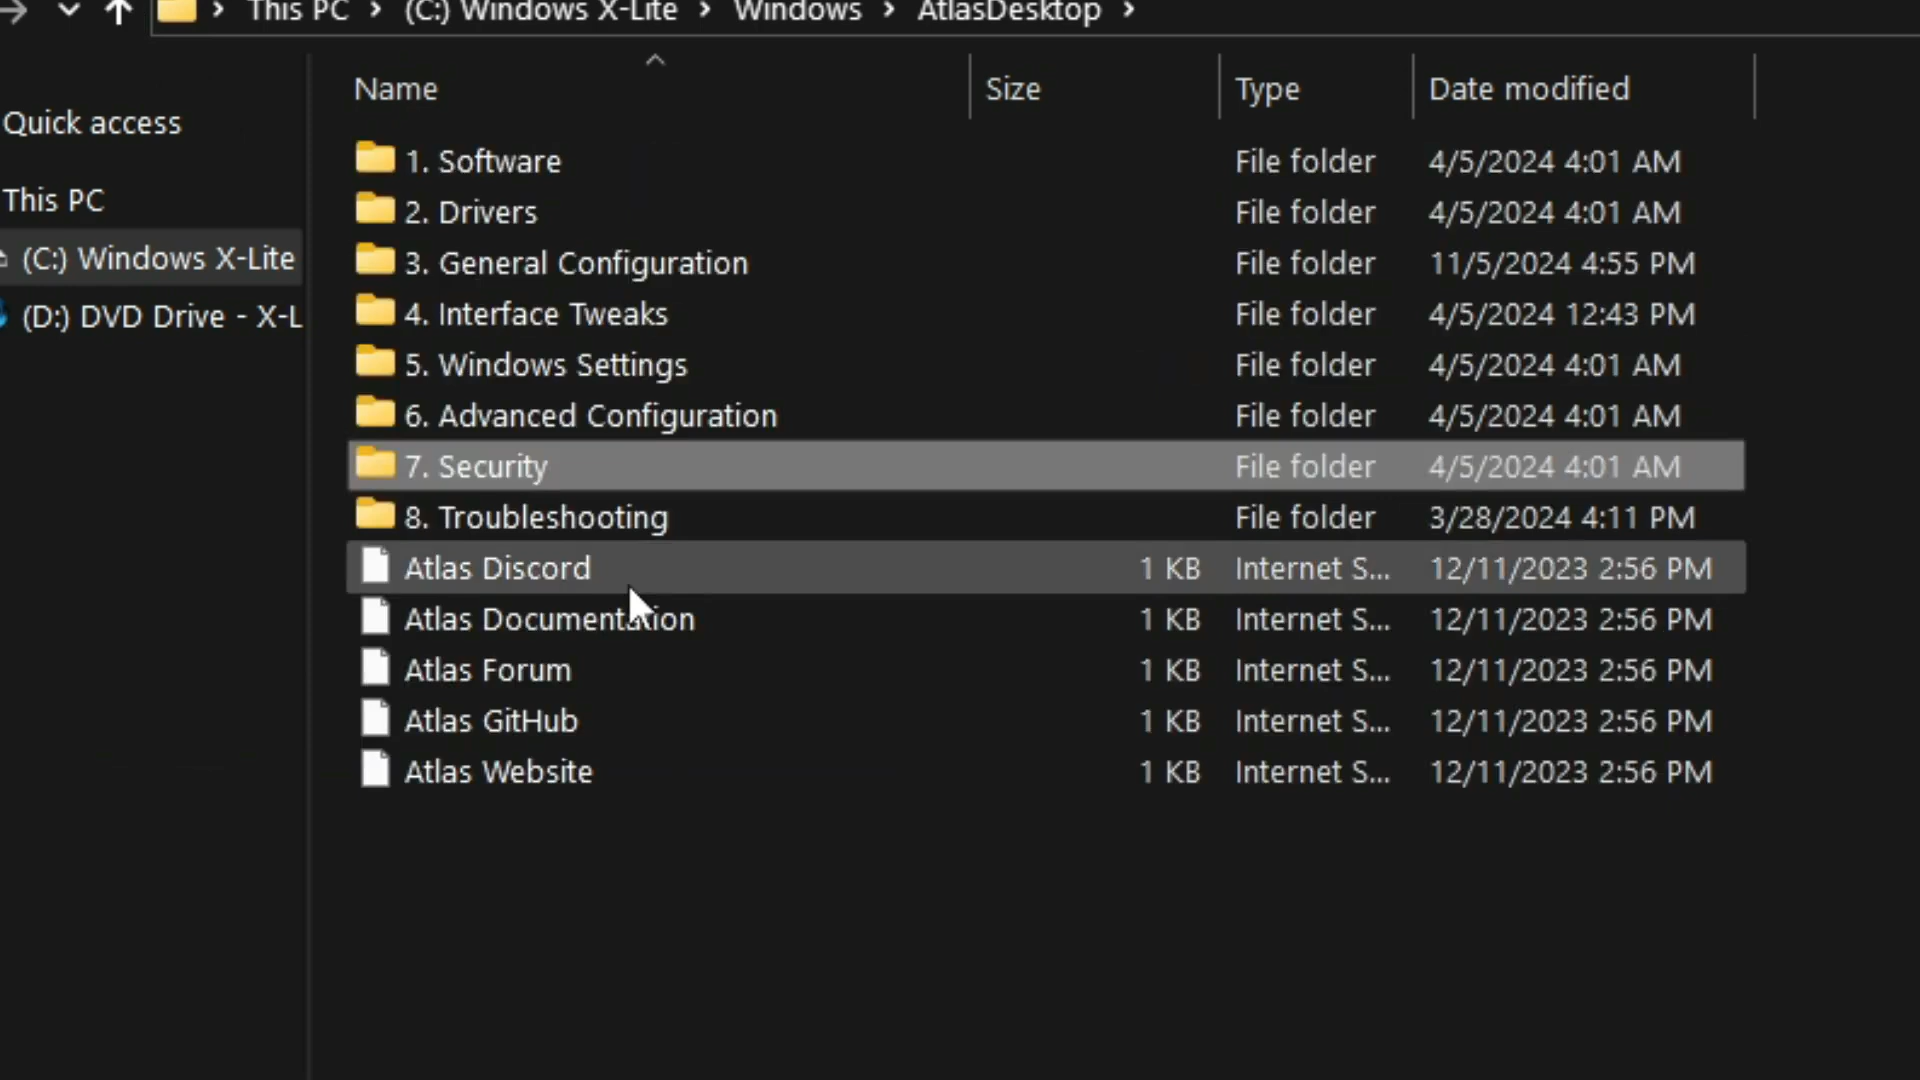 This PC > (C:) Windows X-Lite > Windows > AtlasDesktop >
Name Size Type Date modified
Quick access
This PC
(C:) Windows X-Lite
(D:) DVD Drive - X-L
1. Software File folder 4/5/2024 4:01 AM
2. Drivers File folder 4/5/2024 4:01 AM
3. General Configuration File folder 11/5/2024 4:55 PM
4. Interface Tweaks File folder 4/5/2024 12:43 PM
5. Windows Settings File folder 4/5/2024 4:01 AM
6. Advanced Configuration File folder 4/5/2024 4:01 AM
7. Security File folder 4/5/2024 4:01 AM
8. Troubleshooting File folder 3/28/2024 4:11 PM
Atlas Discord 1 KB Internet S... 12/11/2023 2:56 PM
Atlas Documentation 1 KB Internet S... 12/11/2023 2:56 PM
Atlas Forum 1 KB Internet S... 12/11/2023 2:56 PM
Atlas GitHub 1 KB Internet S... 12/11/2023 2:56 PM
Atlas Website 1 KB Internet S... 12/11/2023 2:56 PM